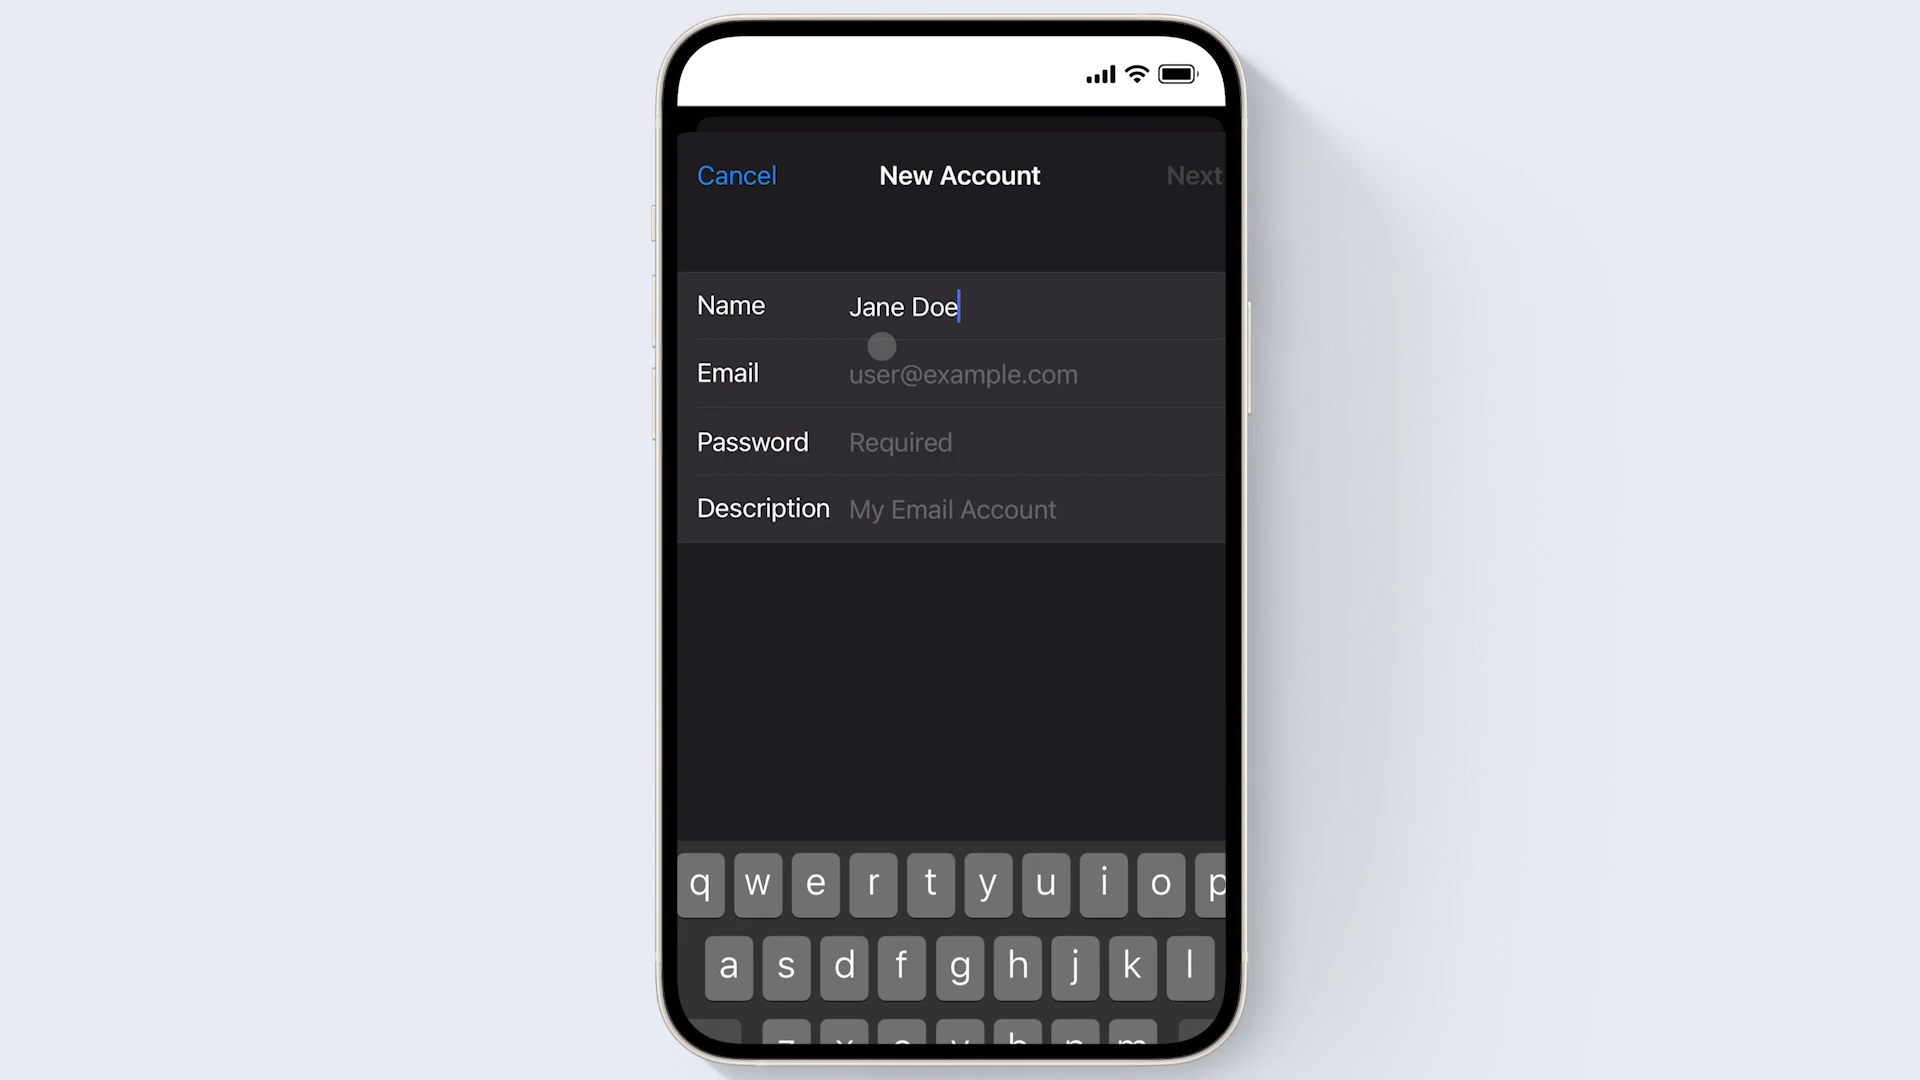 Cancel New Account Next
Name Jane Doe
Email user@example.com
Password Required
Description My Email Account
q w e r t y u i o p
a s d f g h j k l
z x c v b n m